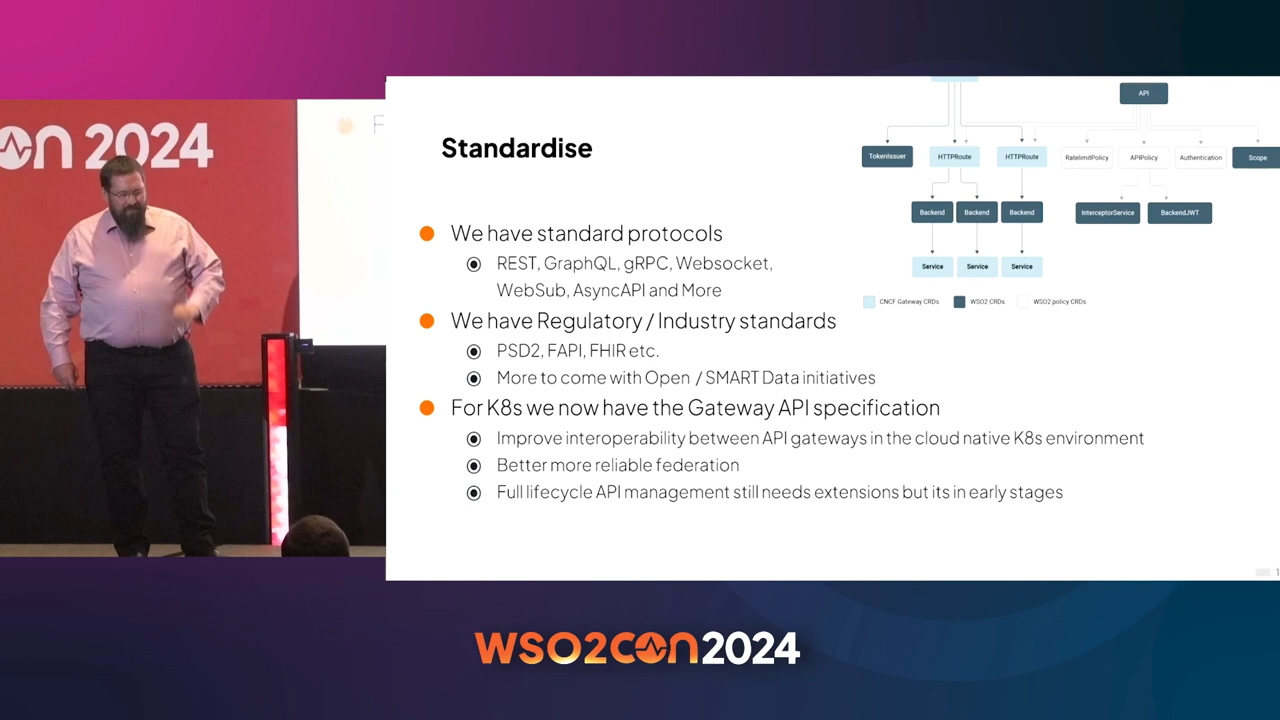 CON 2024
F
Standardise
We have standard protocols
REST, GraphQL, gRPC, Websocket,
WebSub, AsyncAPI and More
We have Regulatory / Industry standards
PSD2, FAPI, FHIR etc.
More to come with Open / SMART Data initiatives
For K8s we now have the Gateway API specification
Improve interoperability between API gateways in the cloud native K8s environment
Better more reliable federation
Full lifecycle API management still needs extensions but its in early stages
API
TokenIssuer HTTPRoute HTTPRoute RatelimitPolicy APIPolicy Authentication Scope
Backend Backend Backend InterceptorService BackendJWT
Service Service Service
CNCF Gateway CRDs WSO2 CRDs WSO2 policy CRDs
1
WSO2CON2024